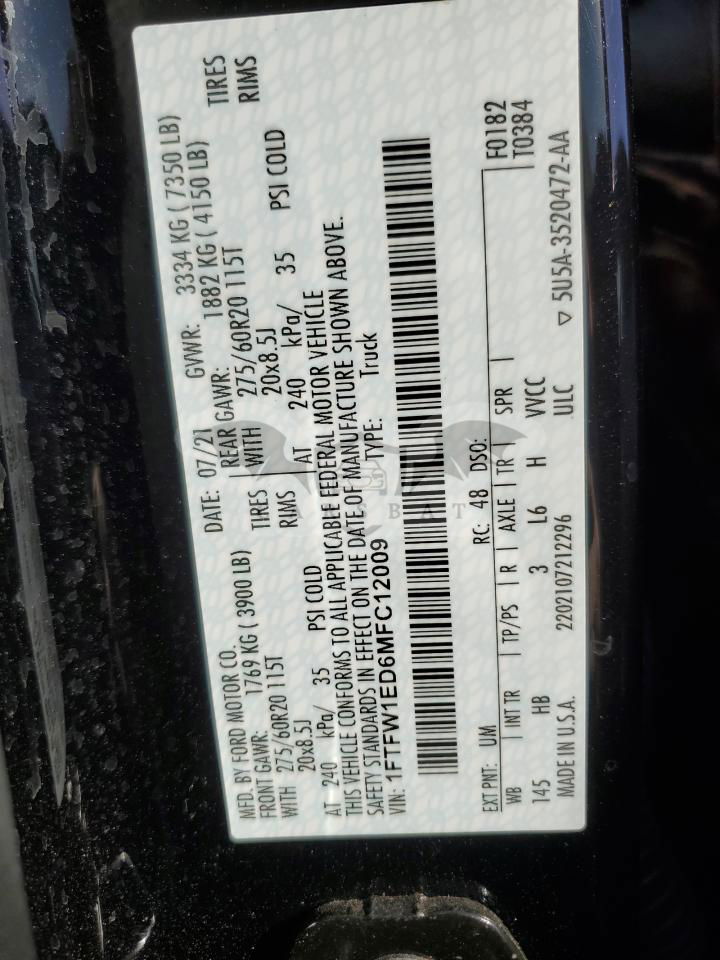 MFD. BY FORD MOTOR CO. DATE: 07/21 GVWR: 3334 KG ( 7350 LB)
FRONT GAWR: 1769 KG ( 3900 LB) REAR GAWR: 1882 KG ( 4150 LB)
WITH 275/60R20 115T TIRES WITH 275/60R20 115T TIRES
20x8.5J RIMS 20x8.5J RIMS
AT 240 kPa/ 35 PSI COLD AT 240 kPa/ 35 PSI COLD
THIS VEHICLE CONFORMS TO ALL APPLICABLE FEDERAL MOTOR VEHICLE
SAFETY STANDARDS IN EFFECT ON THE DATE OF MANUFACTURE SHOWN ABOVE.
VIN: 1FTFW1ED6MFC12009 TYPE: Truck
F0182
EXT PNT: UM RC: 48 DSO: T0384
WB INT TR TP/PS R AXLE TR SPR
145 HB 3 L6 H VVCC
MADE IN U.S.A. 2202107212296 ULC ▽ 5U5A-3520472-AA